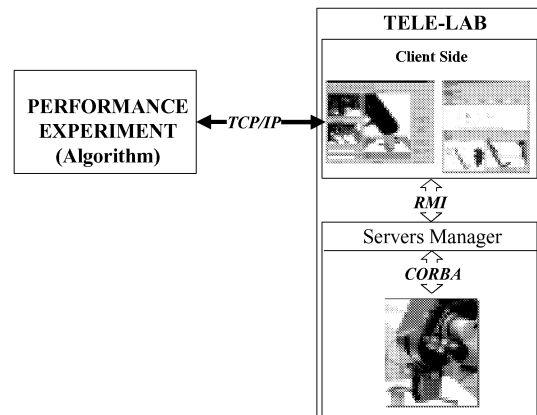 TELE-LAB
Client Side
PERFORMANCE
EXPERIMENT
(Algorithm)
TCP/IP
RMI
Servers Manager
CORBA